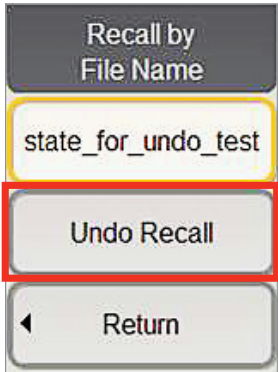 Recall by
File Name
state_for_undo_test
Undo Recall
Return